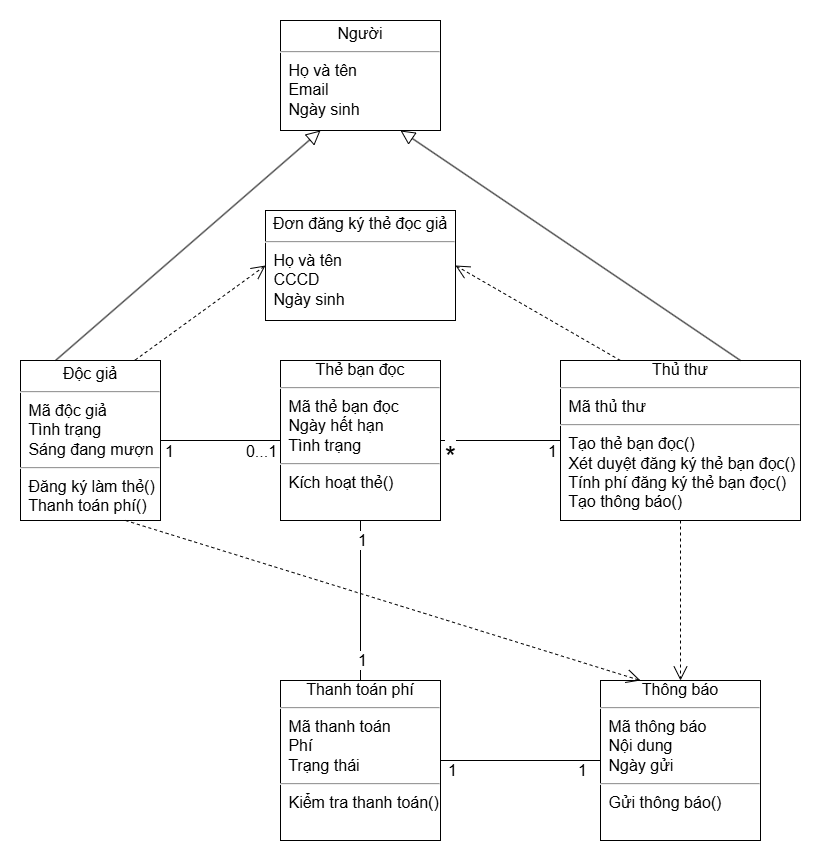 Người
Họ và tên
Email
Ngày sinh
Đơn đăng ký thẻ đọc giả
Họ và tên
CCCD
Ngày sinh
Độc giả
Mã độc giả
Tình trạng
Sáng đang mượn
Đăng ký làm thẻ()
Thanh toán phí()
1
0...1
Thẻ bạn đọc
Mã thẻ bạn đọc
Ngày hết hạn
Tình trạng
Kích hoạt thẻ()
*
1
Thủ thư
Mã thủ thư
Tạo thẻ bạn đọc()
Xét duyệt đăng ký thẻ bạn đọc()
Tính phí đăng ký thẻ bạn đọc()
Tạo thông báo()
1
1
Thanh toán phí
Mã thanh toán
Phí
Trạng thái
Kiểm tra thanh toán()
1
1
Thông báo
Mã thông báo
Nội dung
Ngày gửi
Gửi thông báo()